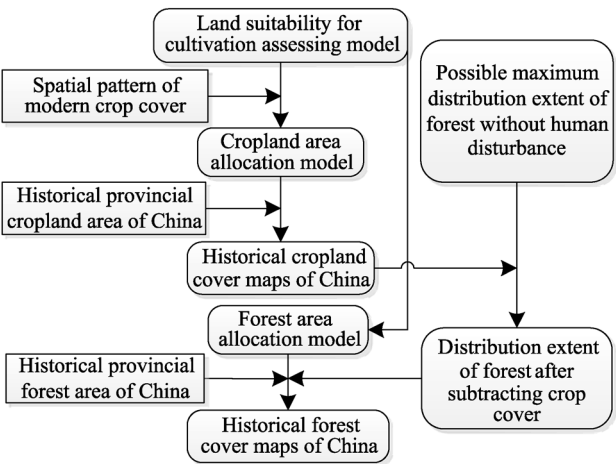 Land suitability for
cultivation assessing model
Spatial pattern of
modern crop cover
Possible maximum
distribution extent of
forest without human
disturbance
Cropland area
allocation model
Historical provincial
cropland area of China
Historical cropland
cover maps of China
Forest area
allocation model
Distribution extent
of forest after
subtracting crop
cover
Historical provincial
forest area of China
Historical forest
cover maps of China